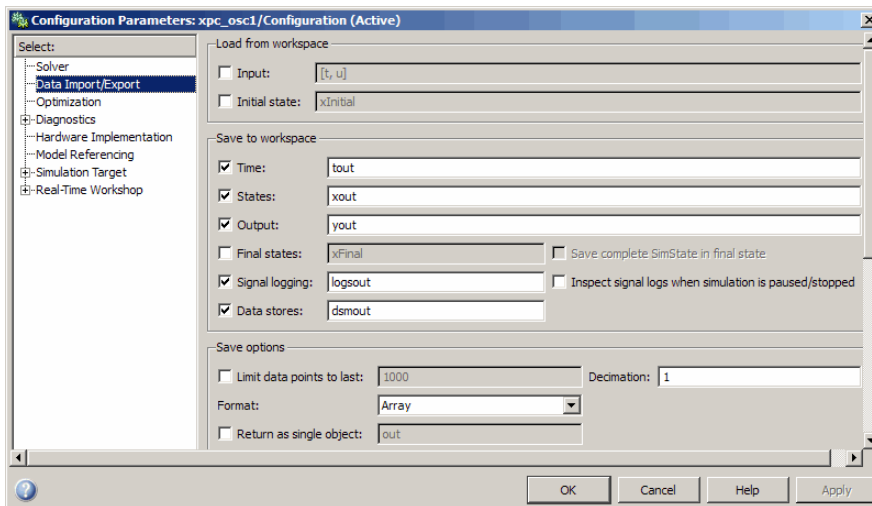 Configuration Parameters: xpc_osc1/Configuration (Active)
Select:
Solver
Data Import/Export
Optimization
Diagnostics
Hardware Implementation
Model Referencing
Simulation Target
Real-Time Workshop
Load from workspace
Input: [t, u]
Initial state: xInitial
Save to workspace
Time: tout
States: xout
Output: yout
Final states: xFinal Save complete SimState in final state
Signal logging: logsout Inspect signal logs when simulation is paused/stopped
Data stores: dsmout
Save options
Limit data points to last: 1000 Decimation: 1
Format: Array
Return as single object: out
OK Cancel Help Apply